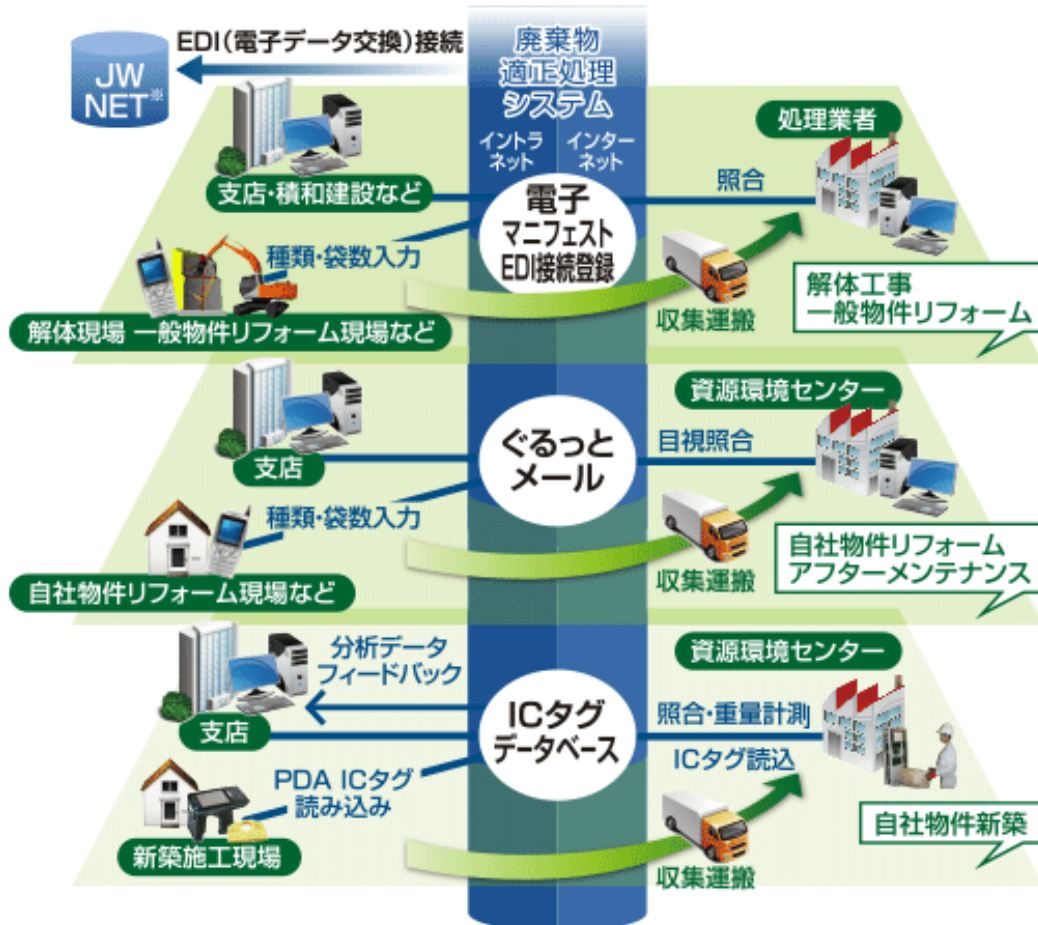 EDI(電子データ交換)接続
JW
NET※
廃棄物
適正処理
システム
イントラ
ネット
インター
ネット
処理業者
支店・積和建設など
電子
マニフェスト
EDI接続登録
照合
種類・袋数入力
解体現場 一般物件リフォーム現場など
収集運搬
解体工事
一般物件リフォーム
資源環境センター
支店
ぐるっと
メール
目視照合
種類・袋数入力
自社物件リフォーム現場など
収集運搬
自社物件リフォーム
アフターメンテナンス
分析データ
フィードバック
資源環境センター
支店
ICタグ
データベース
照合・重量計測
ICタグ読込
PDA ICタグ
読み込み
新築施工現場
収集運搬
自社物件新築